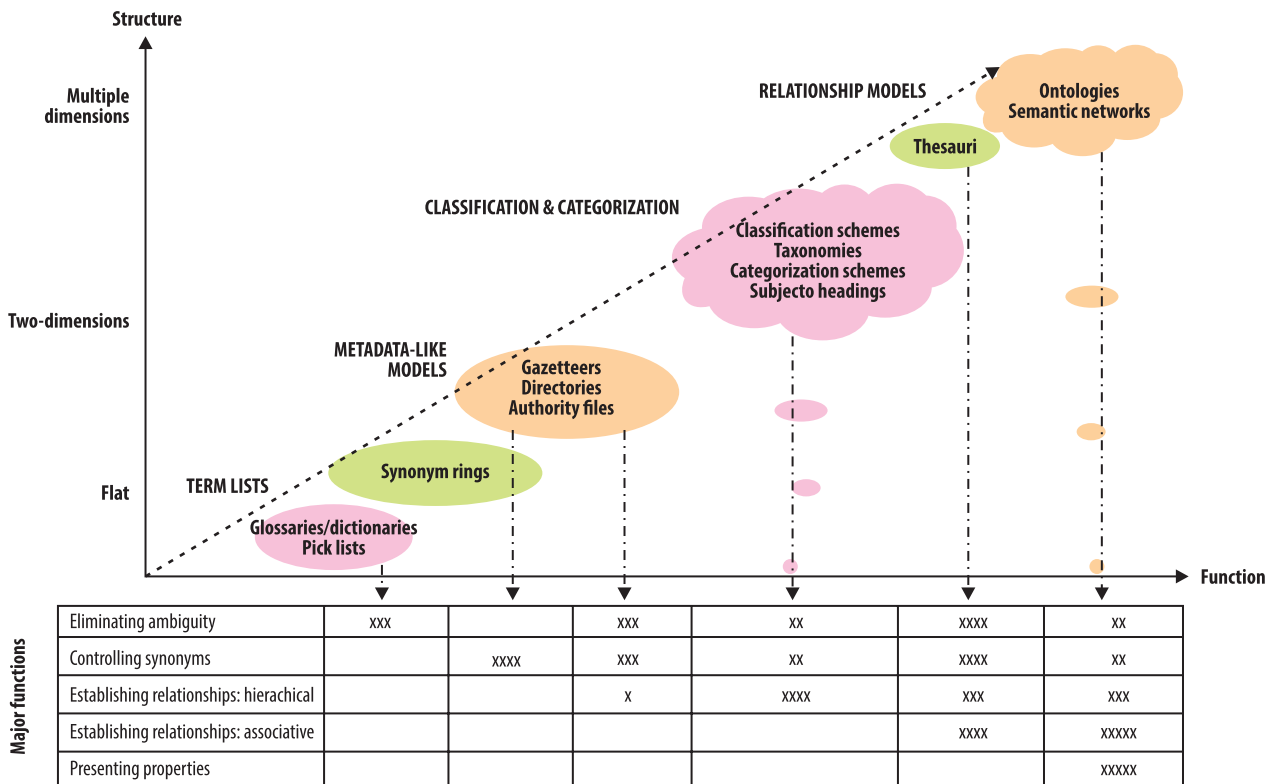 Structure
Multiple
dimensions
RELATIONSHIP MODELS
Ontologies
Semantic networks
Thesauri
CLASSIFICATION & CATEGORIZATION
Classification schemes
Taxonomies
Categorization schemes
Subjecto headings
Two-dimensions
METADATA-LIKE
MODELS
Gazetteers
Directories
Authority files
Synonym rings
TERM LISTS
Flat
Glossaries/dictionaries
Pick lists
Function
Major functions
Eliminating ambiguity xxx xxx xx xxxx xx
Controlling synonyms xxxx xxx xx xxxx xx
Establishing relationships: hierachical x xxxx xxx xxx
Establishing relationships: associative xxxx xxxxx
Presenting properties xxxxx